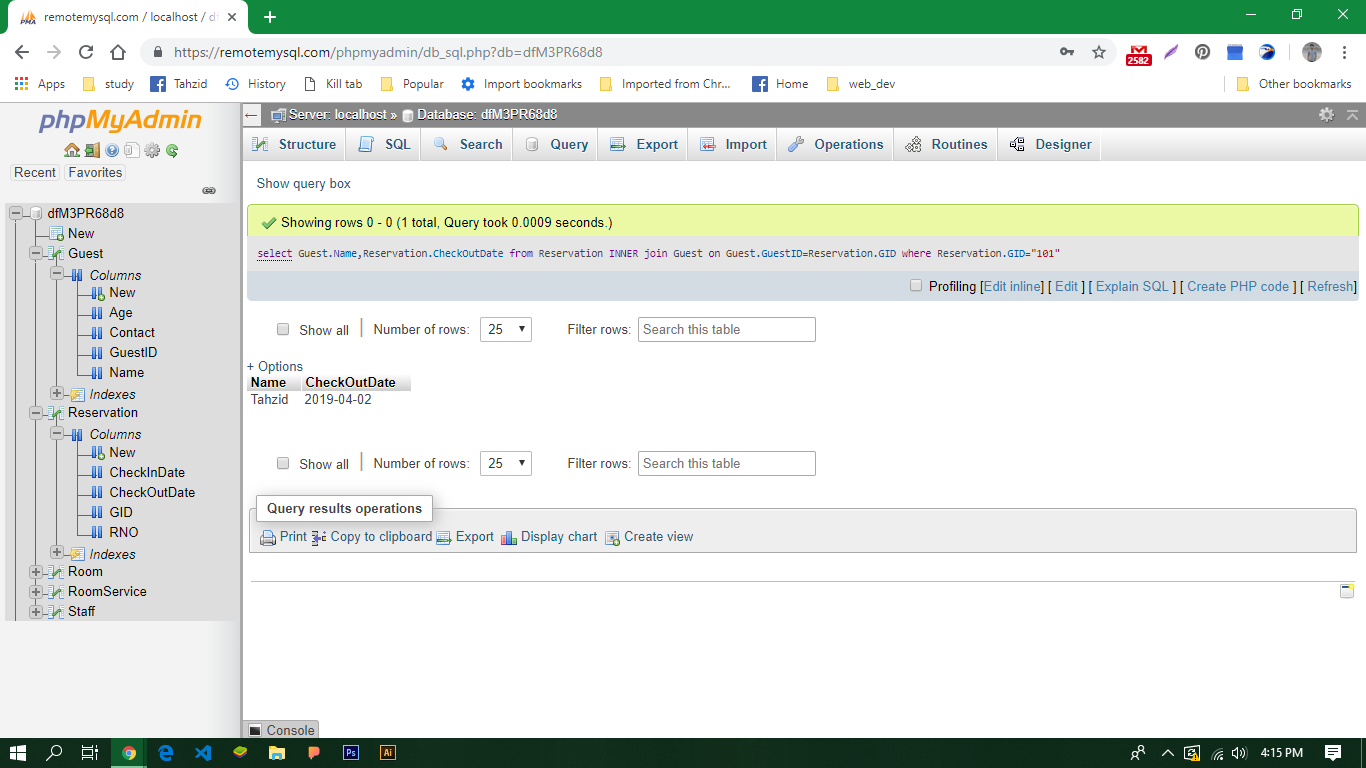 remotemysql.com / localhost / df
https://remotemysql.com/phpmyadmin/db_sql.php?db=dfM3PR68d8
2582
Apps study Tahzid History Kill tab Popular Import bookmarks Imported from Chr... Home web_dev Other bookmarks
phpMyAdmin
Recent Favorites
dfM3PR68d8
New
Guest
Columns
New
Age
Contact
GuestID
Name
Indexes
Reservation
Columns
New
CheckInDate
CheckOutDate
GID
RNO
Indexes
Room
RoomService
Staff
Server: localhost » Database: dfM3PR68d8
Structure SQL Search Query Export Import Operations Routines Designer
Show query box
Showing rows 0 - 0 (1 total, Query took 0.0009 seconds.)
select Guest.Name,Reservation.CheckOutDate from Reservation INNER join Guest on Guest.GuestID=Reservation.GID where Reservation.GID="101"
Profiling [Edit inline] [ Edit ] [ Explain SQL ] [ Create PHP code ] [ Refresh]
Show all Number of rows: 25 Filter rows: Search this table
+ Options
Name CheckOutDate
Tahzid 2019-04-02
Show all Number of rows: 25 Filter rows: Search this table
Query results operations
Print Copy to clipboard Export Display chart Create view
Console
Ps Ai 4:15 PM